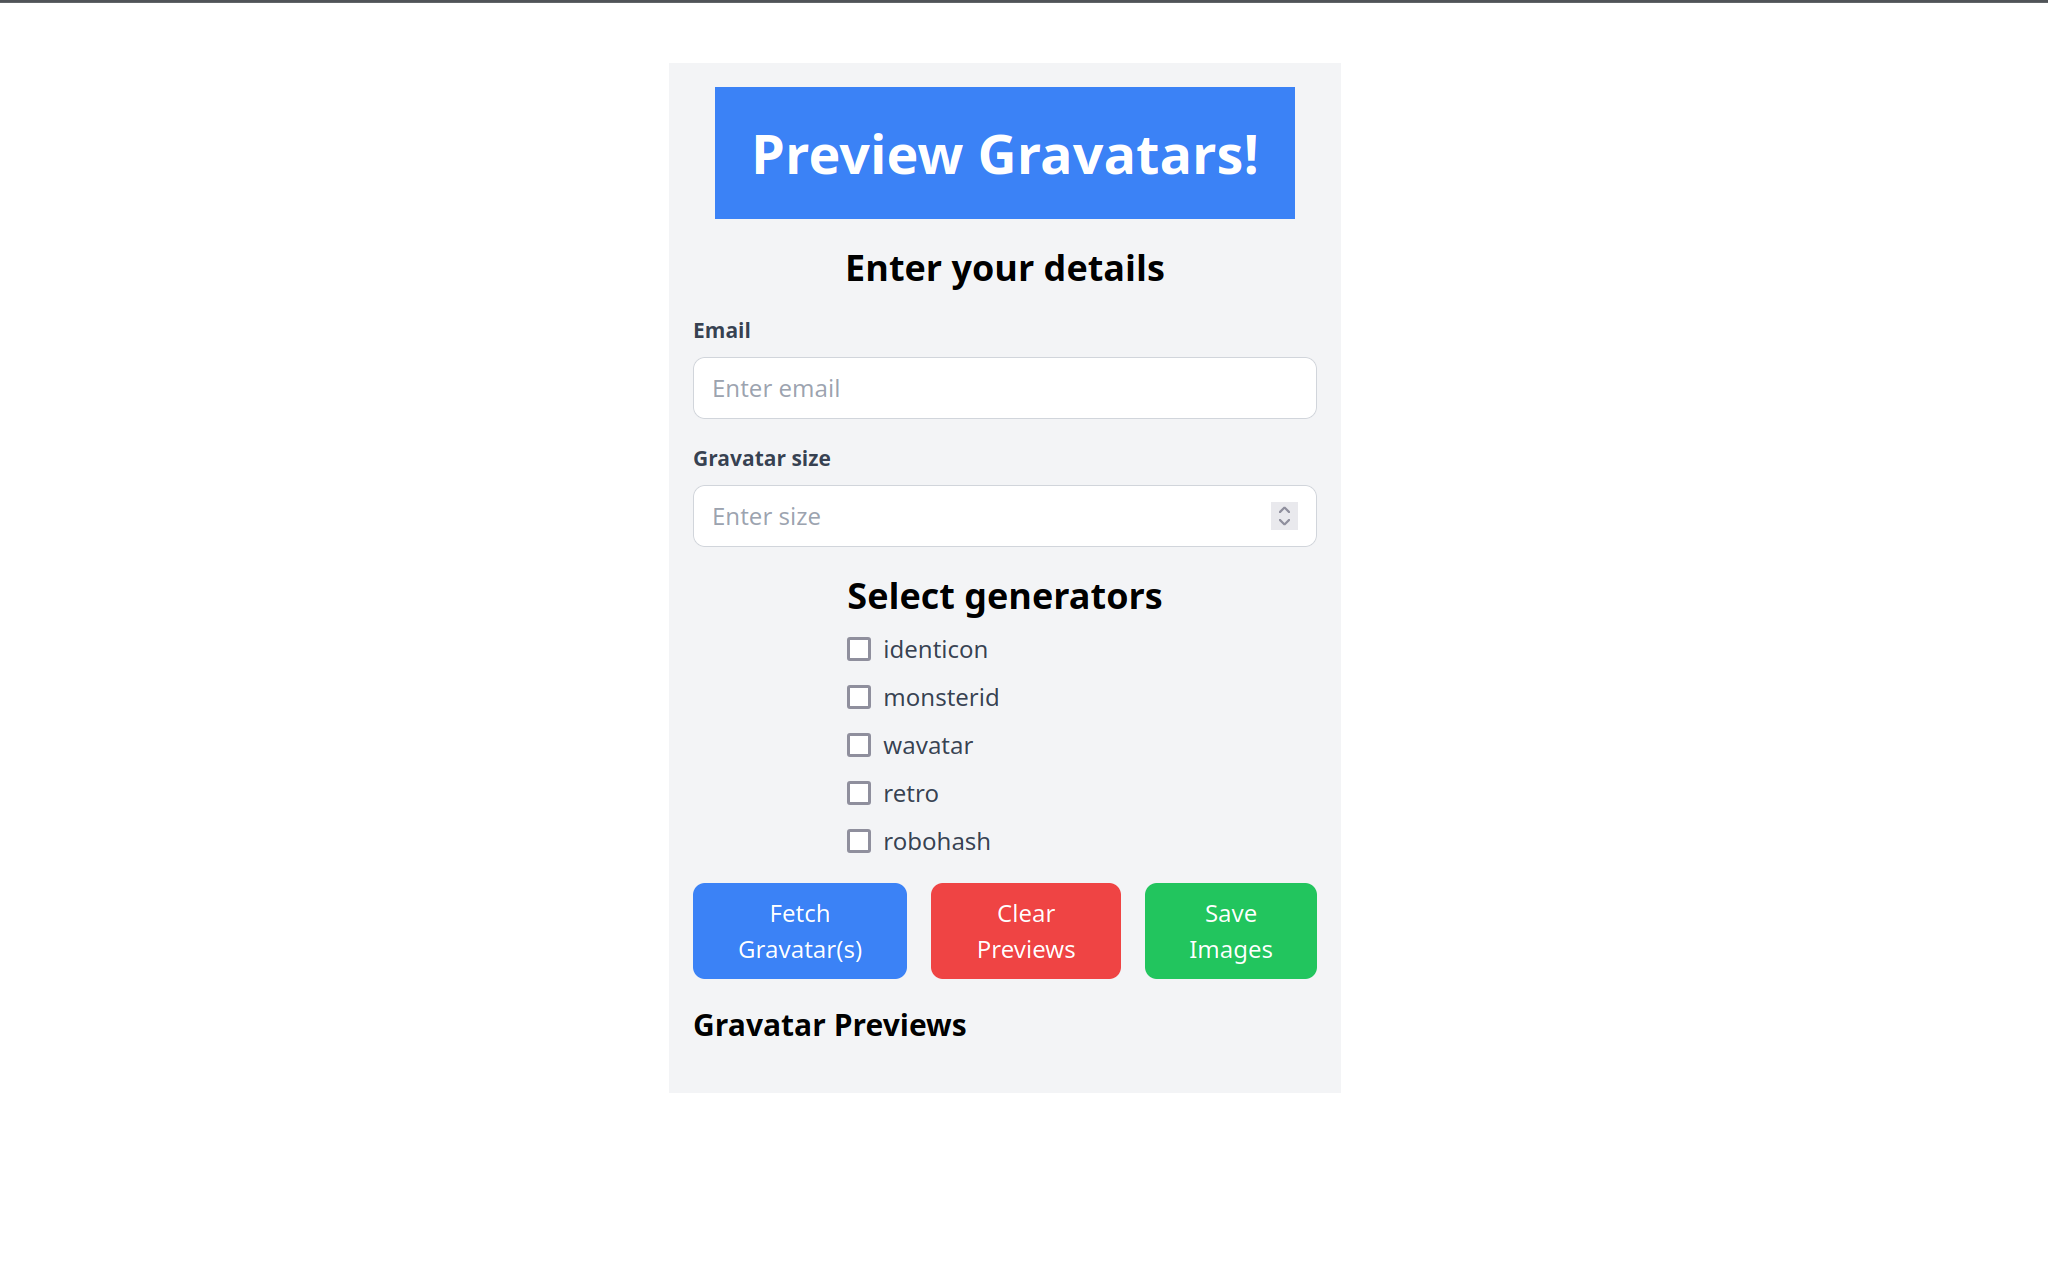 Preview Gravatars!
Enter your details
Email
Enter email
Gravatar size
Enter size
Select generators
identicon
monsterid
wavatar
retro
robohash
Fetch
Gravatar(s)
Clear
Previews
Save
Images
Gravatar Previews